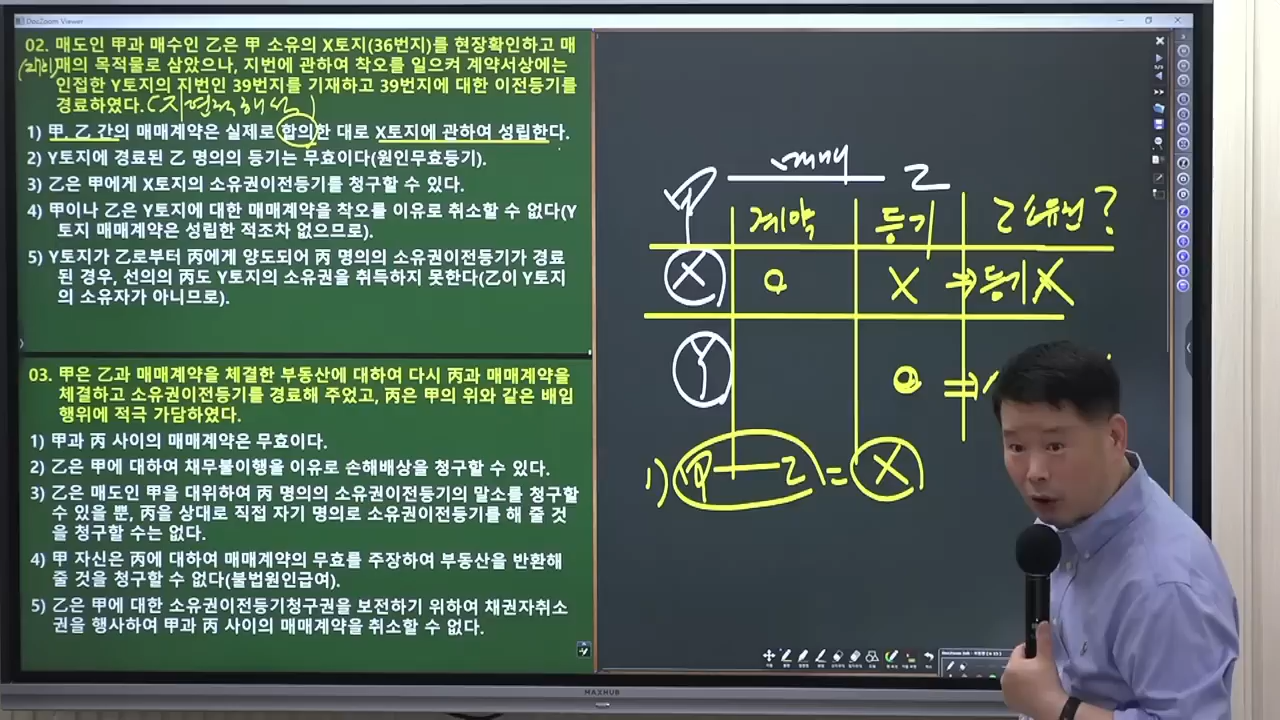 DocZoom Viewer
02. 매도인 甲과 매수인 乙은 甲 소유의 X토지(36번지)를 현장확인하고 매
매의 목적물로 삼았으나, 지번에 관하여 착오를 일으켜 계약서상에는
인접한 Y토지의 지번인 39번지를 기재하고 39번지에 대한 이전등기를
경료하였다.
1) 甲. 乙 간의 매매계약은 실제로 합의한 대로 X토지에 관하여 성립한다.
2) Y토지에 경료된 乙 명의의 등기는 무효이다(원인무효등기).
3) 乙은 甲에게 X토지의 소유권이전등기를 청구할 수 있다.
4) 甲이나 乙은 Y토지에 대한 매매계약을 착오를 이유로 취소할 수 없다(Y
토지 매매계약은 성립한 적조차 없으므로).
5) Y토지가 乙로부터 丙에게 양도되어 丙 명의의 소유권이전등기가 경료
된 경우, 선의의 丙도 Y토지의 소유권을 취득하지 못한다(乙이 Y토지
의 소유자가 아니므로).
03. 甲은 乙과 매매계약을 체결한 부동산에 대하여 다시 丙과 매매계약을
체결하고 소유권이전등기를 경료해 주었고, 丙은 甲의 위와 같은 배임
행위에 적극 가담하였다.
1) 甲과 丙 사이의 매매계약은 무효이다.
2) 乙은 甲에 대하여 채무불이행을 이유로 손해배상을 청구할 수 있다.
3) 乙은 매도인 甲을 대위하여 丙 명의의 소유권이전등기의 말소를 청구할
수 있을 뿐, 丙을 상대로 직접 자기 명의로 소유권이전등기를 해 줄 것
을 청구할 수는 없다.
4) 甲 자신은 丙에 대하여 매매계약의 무효를 주장하여 부동산을 반환해
줄 것을 청구할 수 없다(불법원인급여).
5) 乙은 甲에 대한 소유권이전등기청구권을 보전하기 위하여 채권자취소
권을 행사하여 甲과 丙 사이의 매매계약을 취소할 수 없다.
매매
甲 乙
계약 등기 乙 소유권?
X O X ⇒ 등기X
Y O ⇒
1) 甲 — 乙 = X
MAXHUB